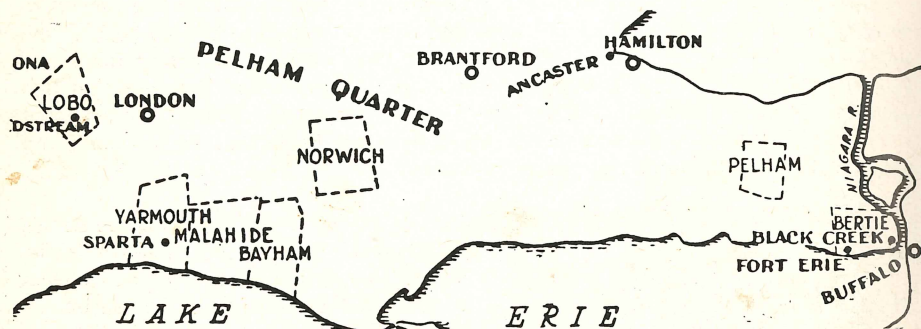 ONA
LOBO
DSTREAM
LONDON
PELHAM QUARTER
BRANTFORD
ANCASTER
HAMILTON
NORWICH
PELHAM
NIAGARA R.
YARMOUTH
SPARTA
MALAHIDE
BAYHAM
BERTIE
BLACK CREEK
FORT ERIE
BUFFALO
LAKE ERIE